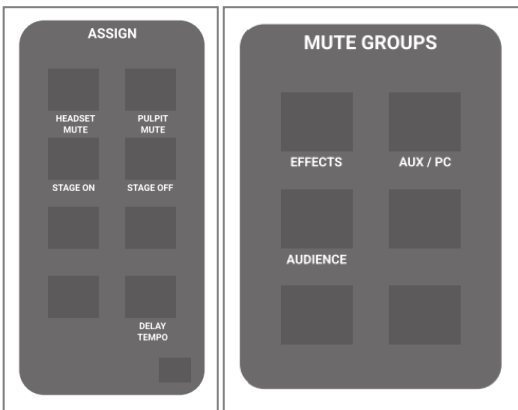 ASSIGN
HEADSET
MUTE
PULPIT
MUTE
STAGE ON
STAGE OFF
DELAY
TEMPO
MUTE GROUPS
EFFECTS
AUX / PC
AUDIENCE